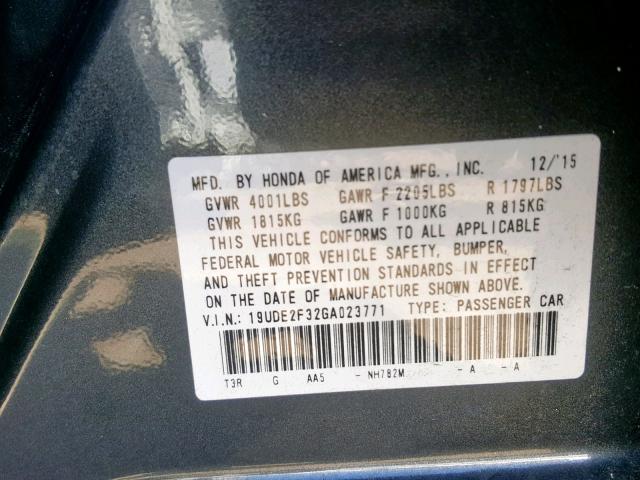 MFD. BY HONDA OF AMERICA MFG., INC. 12/'15
GVWR 4001LBS GAWR F 2205LBS R 1797LBS
GVWR 1815KG GAWR F 1000KG R 815KG
THIS VEHICLE CONFORMS TO ALL APPLICABLE
FEDERAL MOTOR VEHICLE SAFETY, BUMPER,
AND THEFT PREVENTION STANDARDS IN EFFECT
ON THE DATE OF MANUFACTURE SHOWN ABOVE.
V.I.N.: 19UDE2F32GA023771 TYPE: PASSENGER CAR
T3R G AA5 - NH782M - A - A